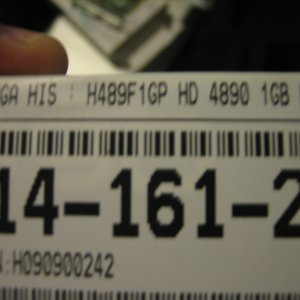 GA HIS : H489F1GP HD 4890 1GB
14-161-2
N:H090900242